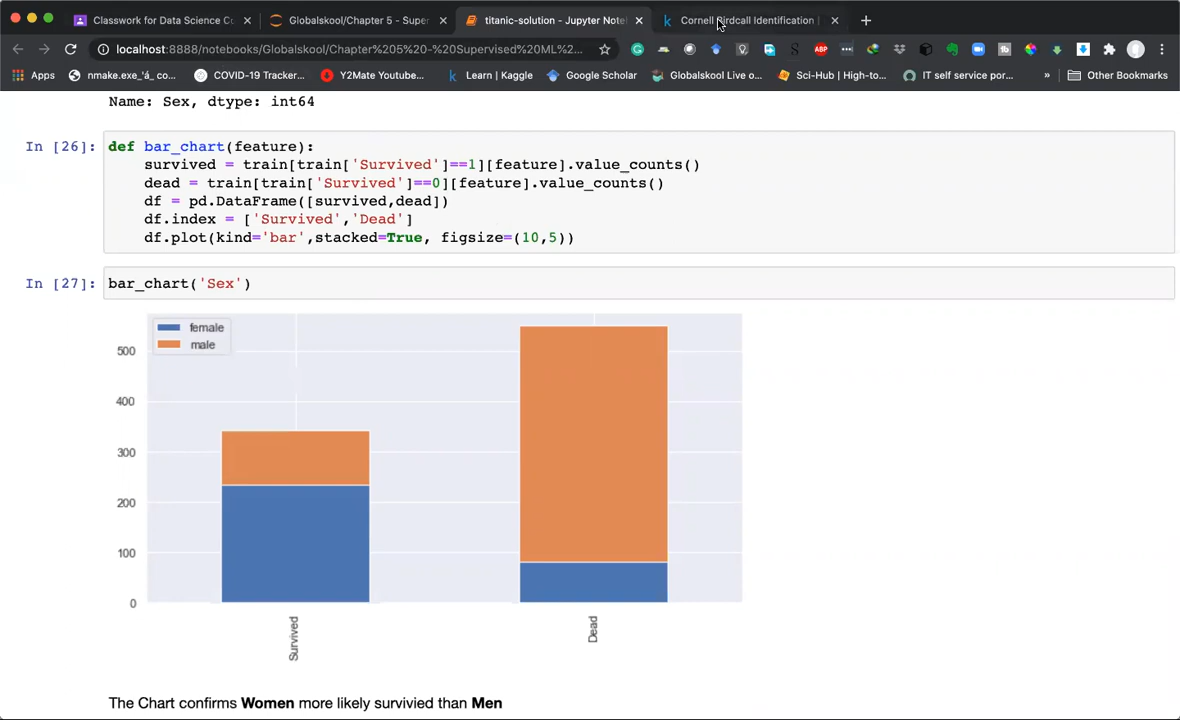 Classwork for Data Science Co
Globalskool/Chapter 5 - Super
titanic-solution - Jupyter Note
Cornell Birdcall Identification |
localhost:8888/notebooks/Globalskool/Chapter%205%20-%20Supervised%20ML%2...
ABP
Apps
nmake.exe_'á_co...
COVID-19 Tracker...
Y2Mate Youtube...
Learn | Kaggle
Google Scholar
Globalskool Live o...
Sci-Hub | High-to...
IT self service por...
»
Other Bookmarks
Name: Sex, dtype: int64
In [26]: def bar_chart(feature):
survived = train[train['Survived']==1][feature].value_counts()
dead = train[train['Survived']==0][feature].value_counts()
df = pd.DataFrame([survived,dead])
df.index = ['Survived','Dead']
df.plot(kind='bar',stacked=True, figsize=(10,5))
In [27]: bar_chart('Sex')
female
male
500
400
300
200
100
0
Survived
Dead
The Chart confirms Women more likely survivied than Men